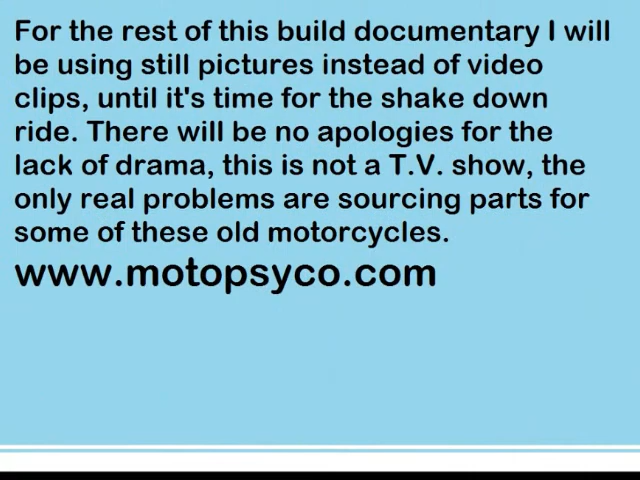 For the rest of this build documentary I will
be using still pictures instead of video
clips, until it's time for the shake down
ride. There will be no apologies for the
lack of drama, this is not a T.V. show, the
only real problems are sourcing parts for
some of these old motorcycles.
www.motopsyco.com